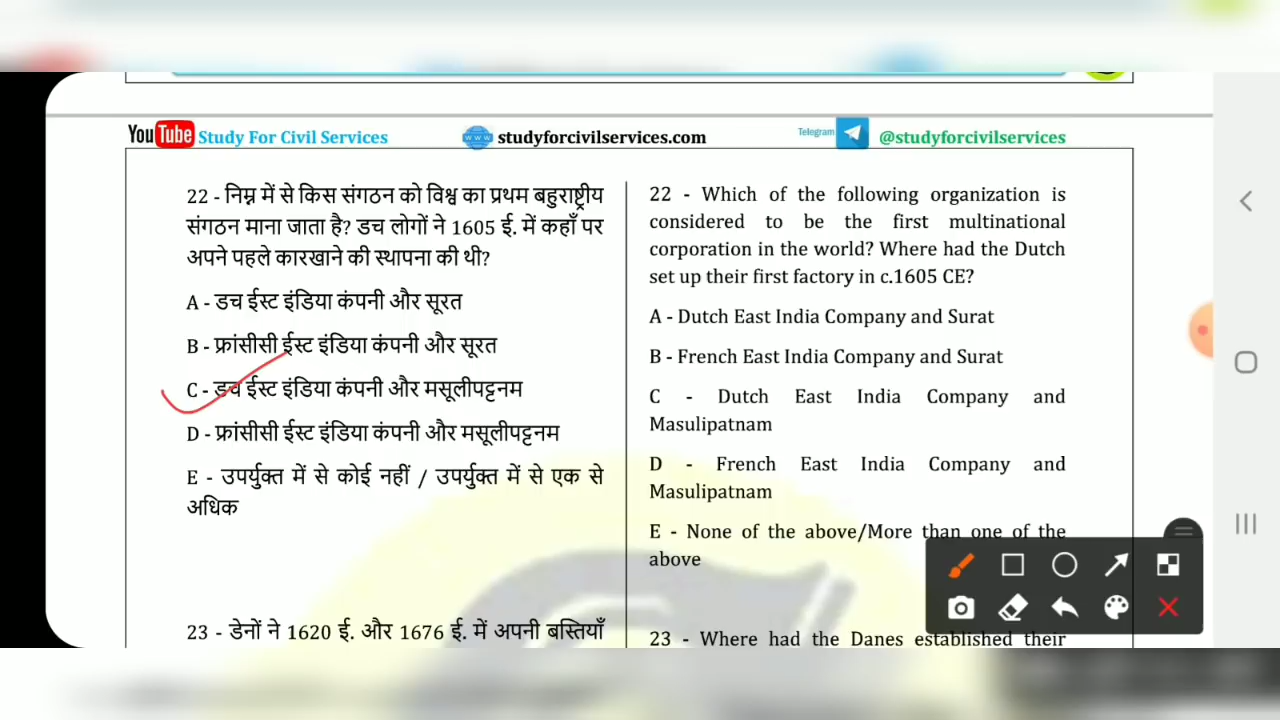 YouTube Study For Civil Services
www studyforcivilservices.com
Telegram @studyforcivilservices
22 - निम्न में से किस संगठन को विश्व का प्रथम बहुराष्ट्रीय
संगठन माना जाता है? डच लोगों ने 1605 ई. में कहाँ पर
अपने पहले कारखाने की स्थापना की थी?
A - डच ईस्ट इंडिया कंपनी और सूरत
B - फ्रांसीसी ईस्ट इंडिया कंपनी और सूरत
C - डच ईस्ट इंडिया कंपनी और मसूलीपट्टनम
D - फ्रांसीसी ईस्ट इंडिया कंपनी और मसूलीपट्टनम
E - उपर्युक्त में से कोई नहीं / उपर्युक्त में से एक से
अधिक
23 - डेनों ने 1620 ई. और 1676 ई. में अपनी बस्तियाँ
22 - Which of the following organization is
considered to be the first multinational
corporation in the world? Where had the Dutch
set up their first factory in c.1605 CE?
A - Dutch East India Company and Surat
B - French East India Company and Surat
C - Dutch East India Company and
Masulipatnam
D - French East India Company and
Masulipatnam
E - None of the above/More than one of the
above
23 - Where had the Danes established their